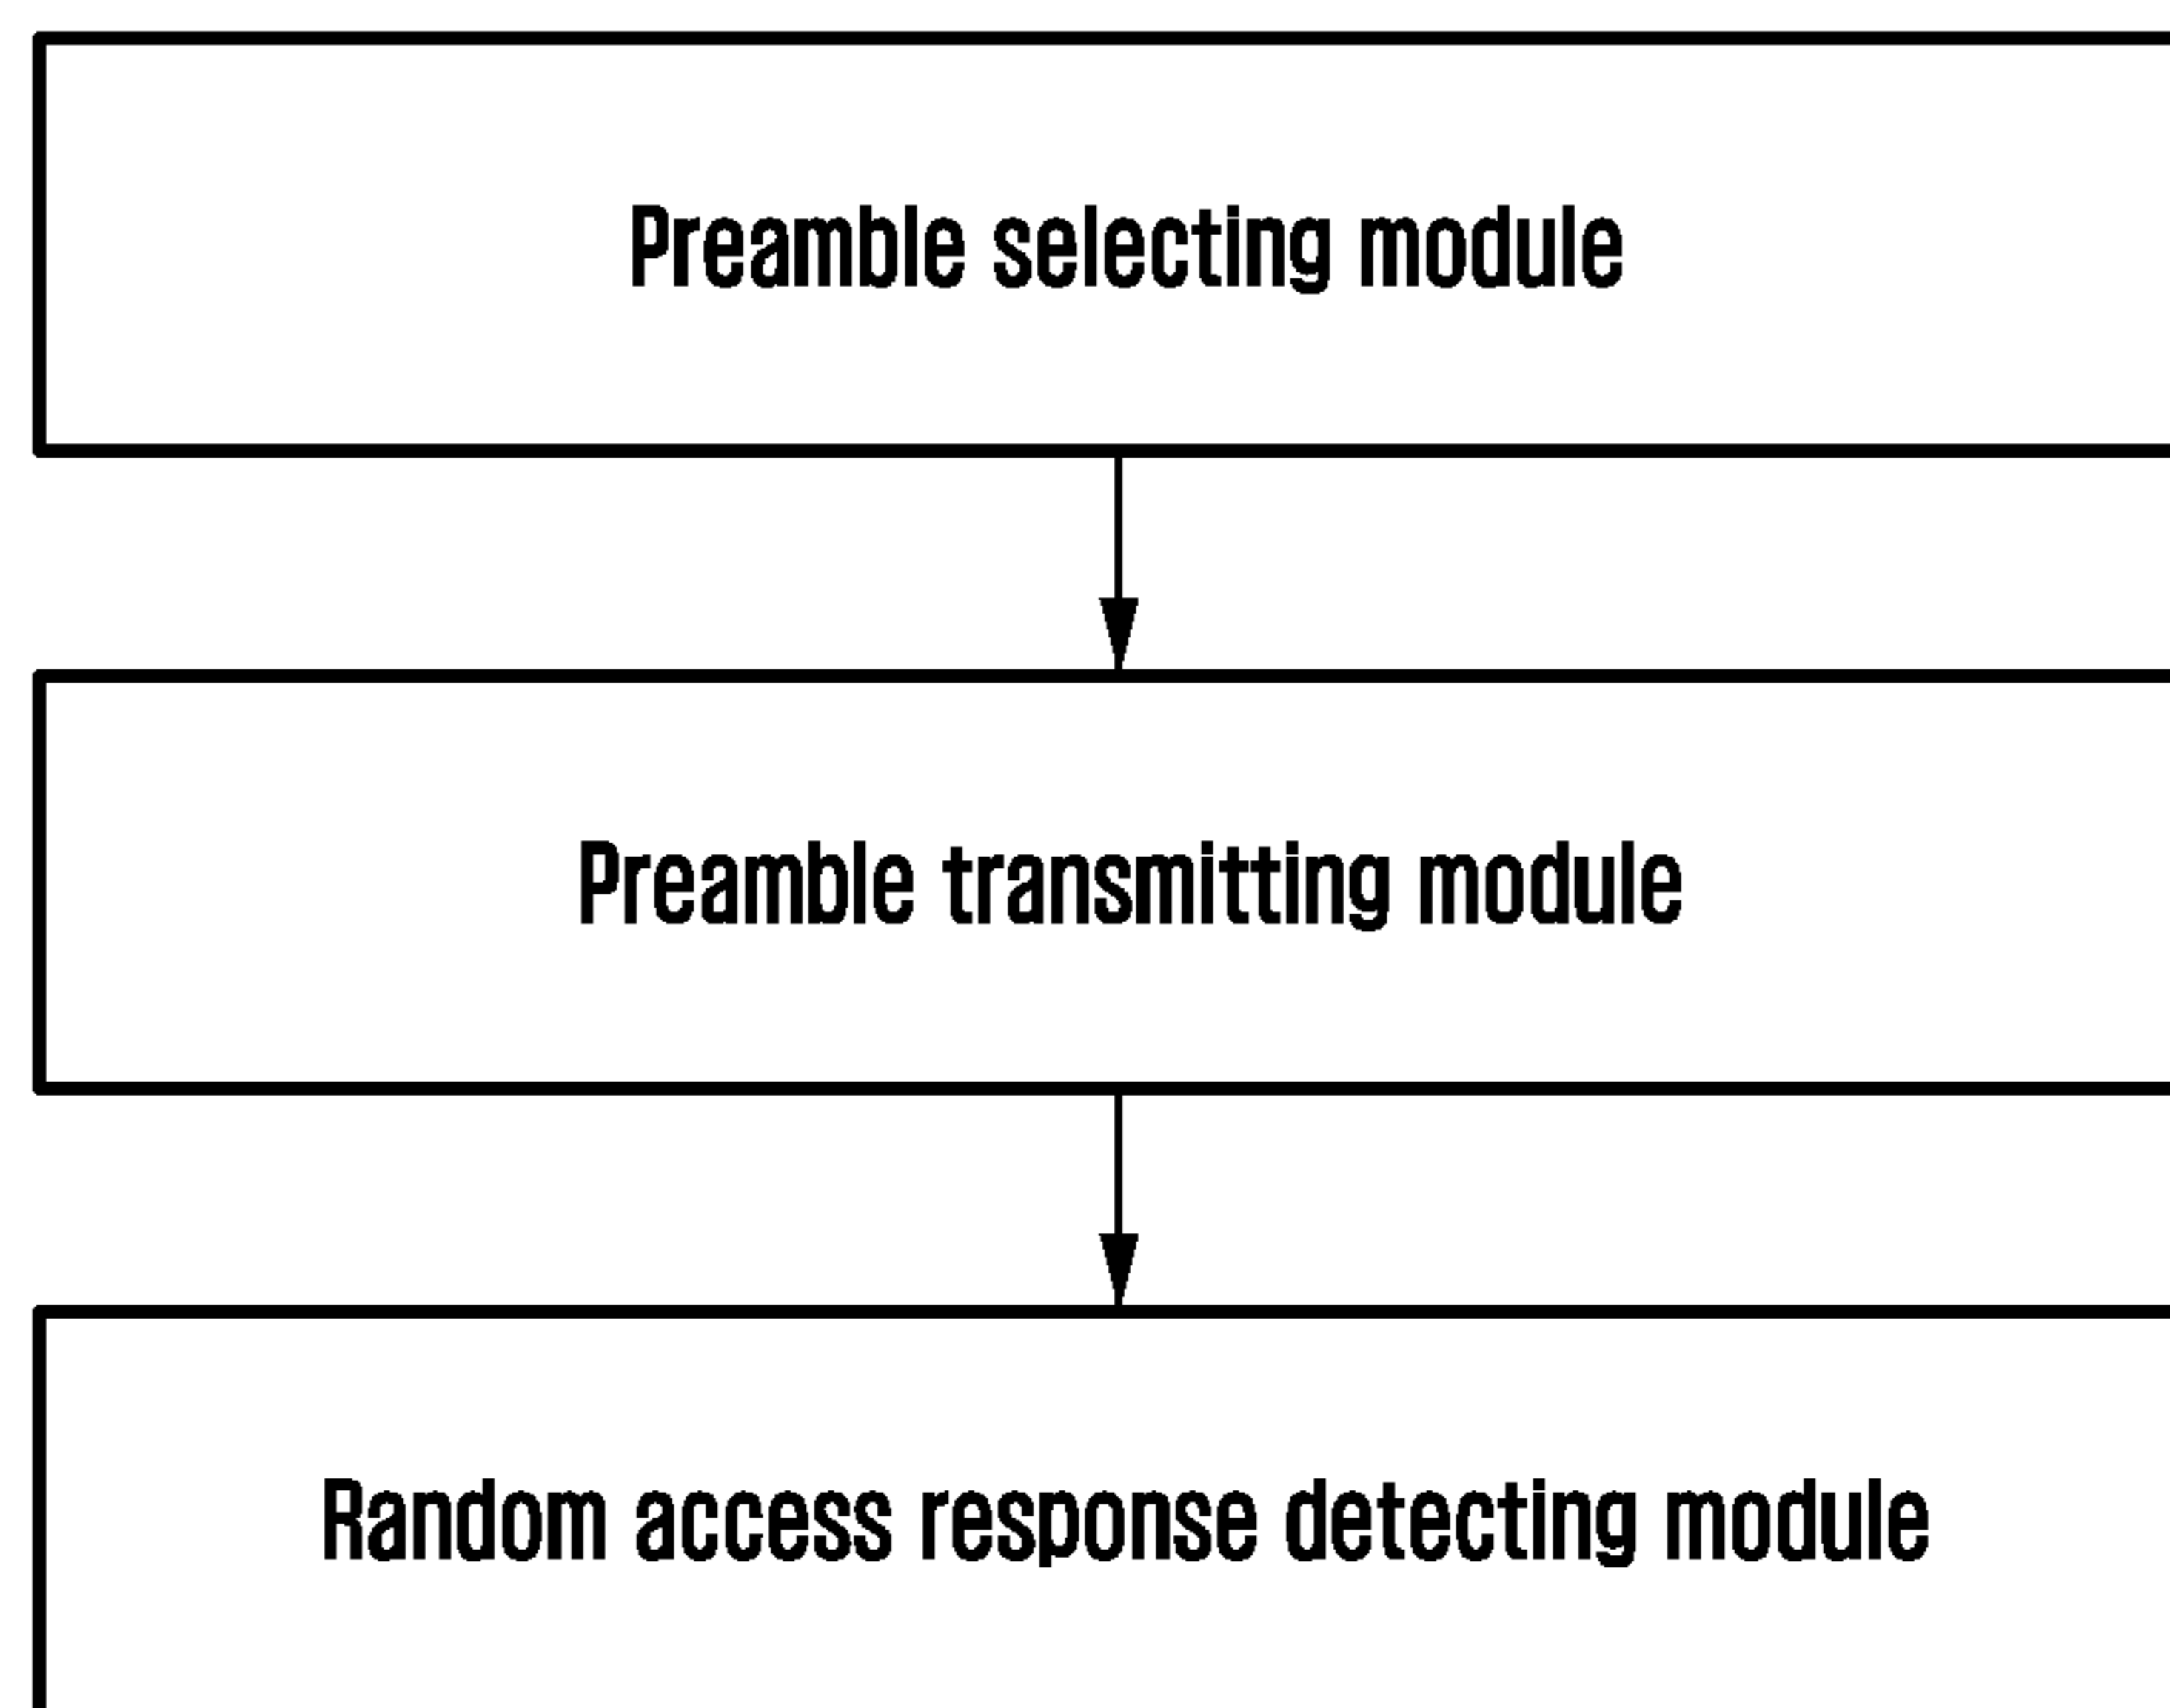 Preamble selecting module
Preamble transmitting module
Random access response detecting module